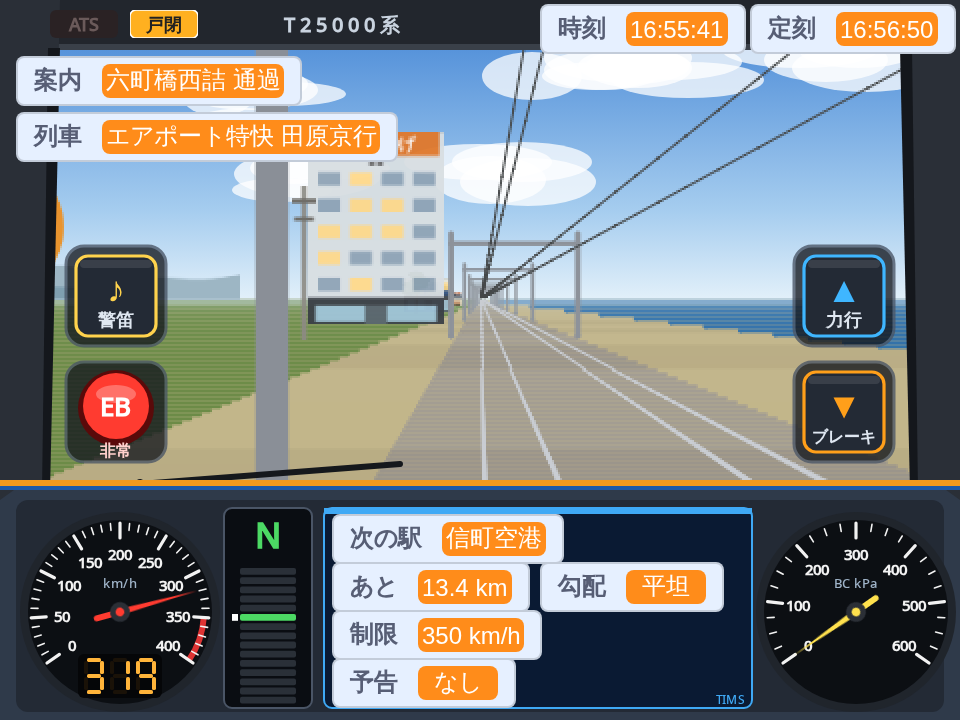 ATS 戸閉 T25000系 時刻 16:55:41 定刻 16:56:50
案内 六町橋西詰 通過
列車 エアポート特快 田原京行
げ
♪
警笛
▲
力行
EB
非常
▼
ブレーキ
0 50 100 150 200 250 300 350 400
km/h
319
N
次の駅 信町空港
あと 13.4 km 勾配 平坦
制限 350 km/h
予告 なし
TIMS
0 100 200 300 400 500 600
BC kPa